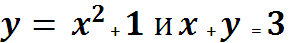 y = x² + 1 и x + y = 3